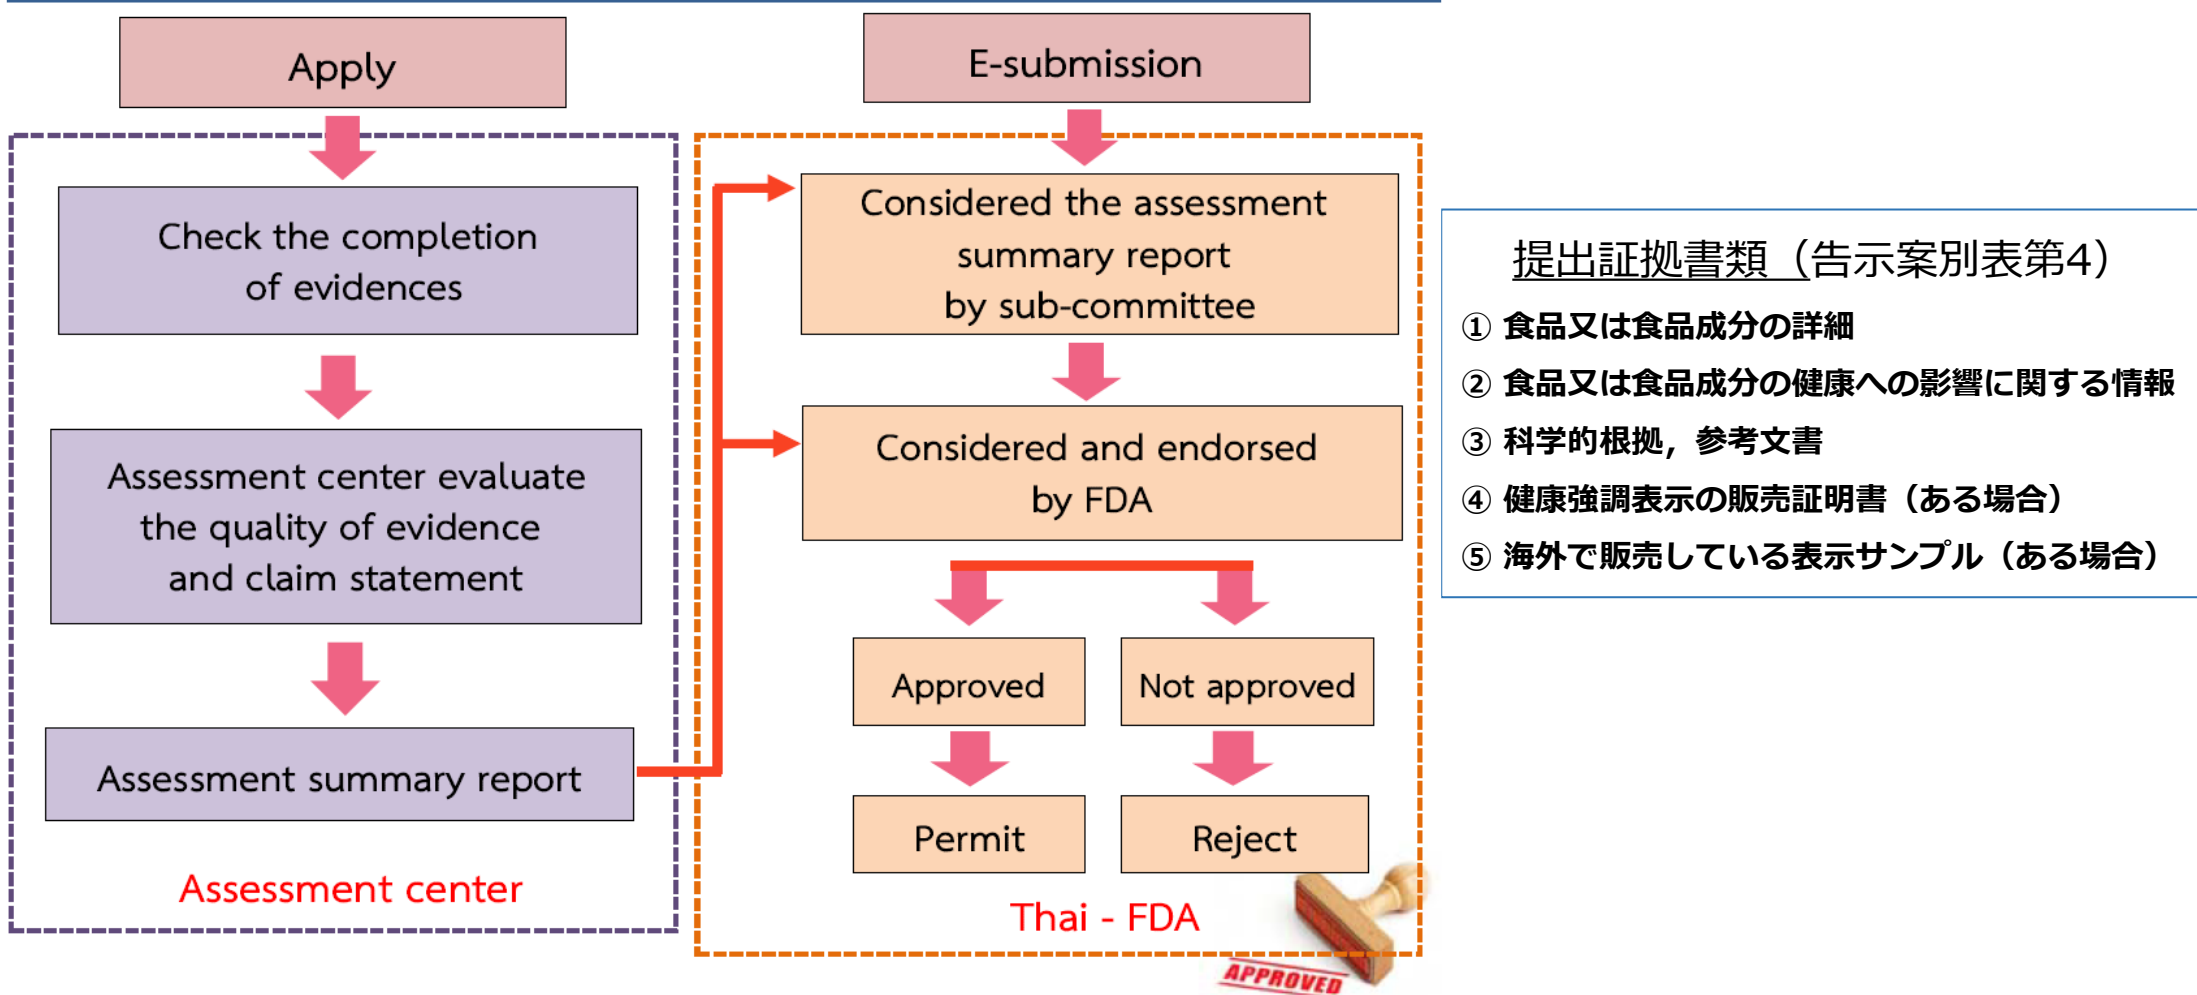 Apply
Check the completion
of evidences
Assessment center evaluate
the quality of evidence
and claim statement
Assessment summary report
Assessment center
E-submission
Considered the assessment
summary report
by sub-committee
Considered and endorsed
by FDA
Approved
Not approved
Permit
Reject
Thai - FDA
APPROVED
提出証拠書類（告示案別表第4）
① 食品又は食品成分の詳細
② 食品又は食品成分の健康への影響に関する情報
③ 科学的根拠，参考文書
④ 健康強調表示の販売証明書（ある場合）
⑤ 海外で販売している表示サンプル（ある場合）